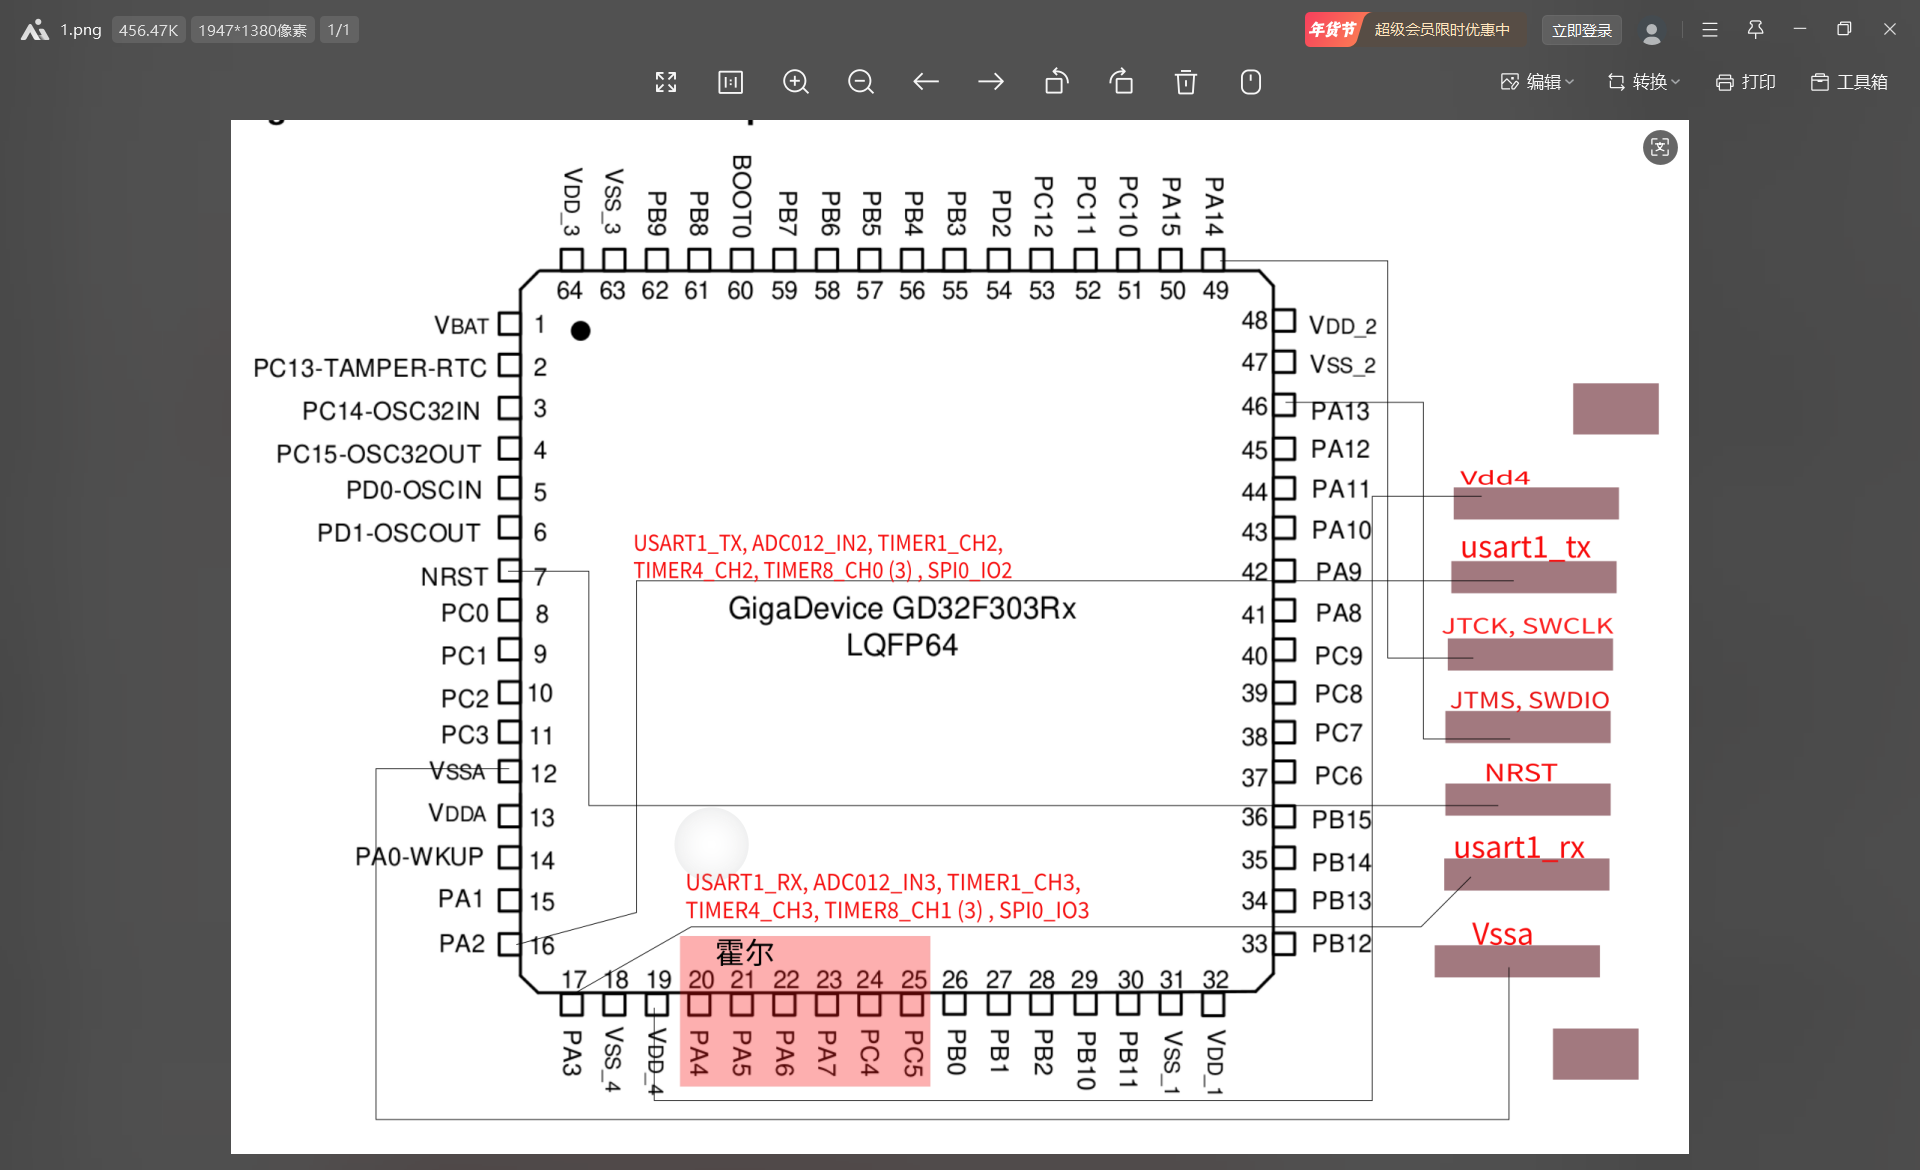 1.png 456.47K 1947*1380像素 1/1
年货节 超级会员限时优惠中 立即登录
编辑 转换 打印 工具箱
VDD_3 VSS_3 PB9 PB8 BOOT0 PB7 PB6 PB5 PB4 PB3 PD2 PC12 PC11 PC10 PA15 PA14
64 63 62 61 60 59 58 57 56 55 54 53 52 51 50 49
VBAT 1
PC13-TAMPER-RTC 2
PC14-OSC32IN 3
PC15-OSC32OUT 4
PD0-OSCIN 5
PD1-OSCOUT 6
NRST 7
PC0 8
PC1 9
PC2 10
PC3 11
VSSA 12
VDDA 13
PA0-WKUP 14
PA1 15
PA2 16
USART1_TX, ADC012_IN2, TIMER1_CH2,
TIMER4_CH2, TIMER8_CH0 (3) , SPI0_IO2
GigaDevice GD32F303Rx
LQFP64
USART1_RX, ADC012_IN3, TIMER1_CH3,
TIMER4_CH3, TIMER8_CH1 (3) , SPI0_IO3
霍尔
48 VDD_2
47 VSS_2
46 PA13
45 PA12
44 PA11
43 PA10
42 PA9
41 PA8
40 PC9
39 PC8
38 PC7
37 PC6
36 PB15
35 PB14
34 PB13
33 PB12
17 18 19 20 21 22 23 24 25 26 27 28 29 30 31 32
PA3 VSS_4 VDD_4 PA4 PA5 PA6 PA7 PC4 PC5 PB0 PB1 PB2 PB10 PB11 VSS_1 VDD_1
Vdd4
usart1_tx
JTCK, SWCLK
JTMS, SWDIO
NRST
usart1_rx
Vssa